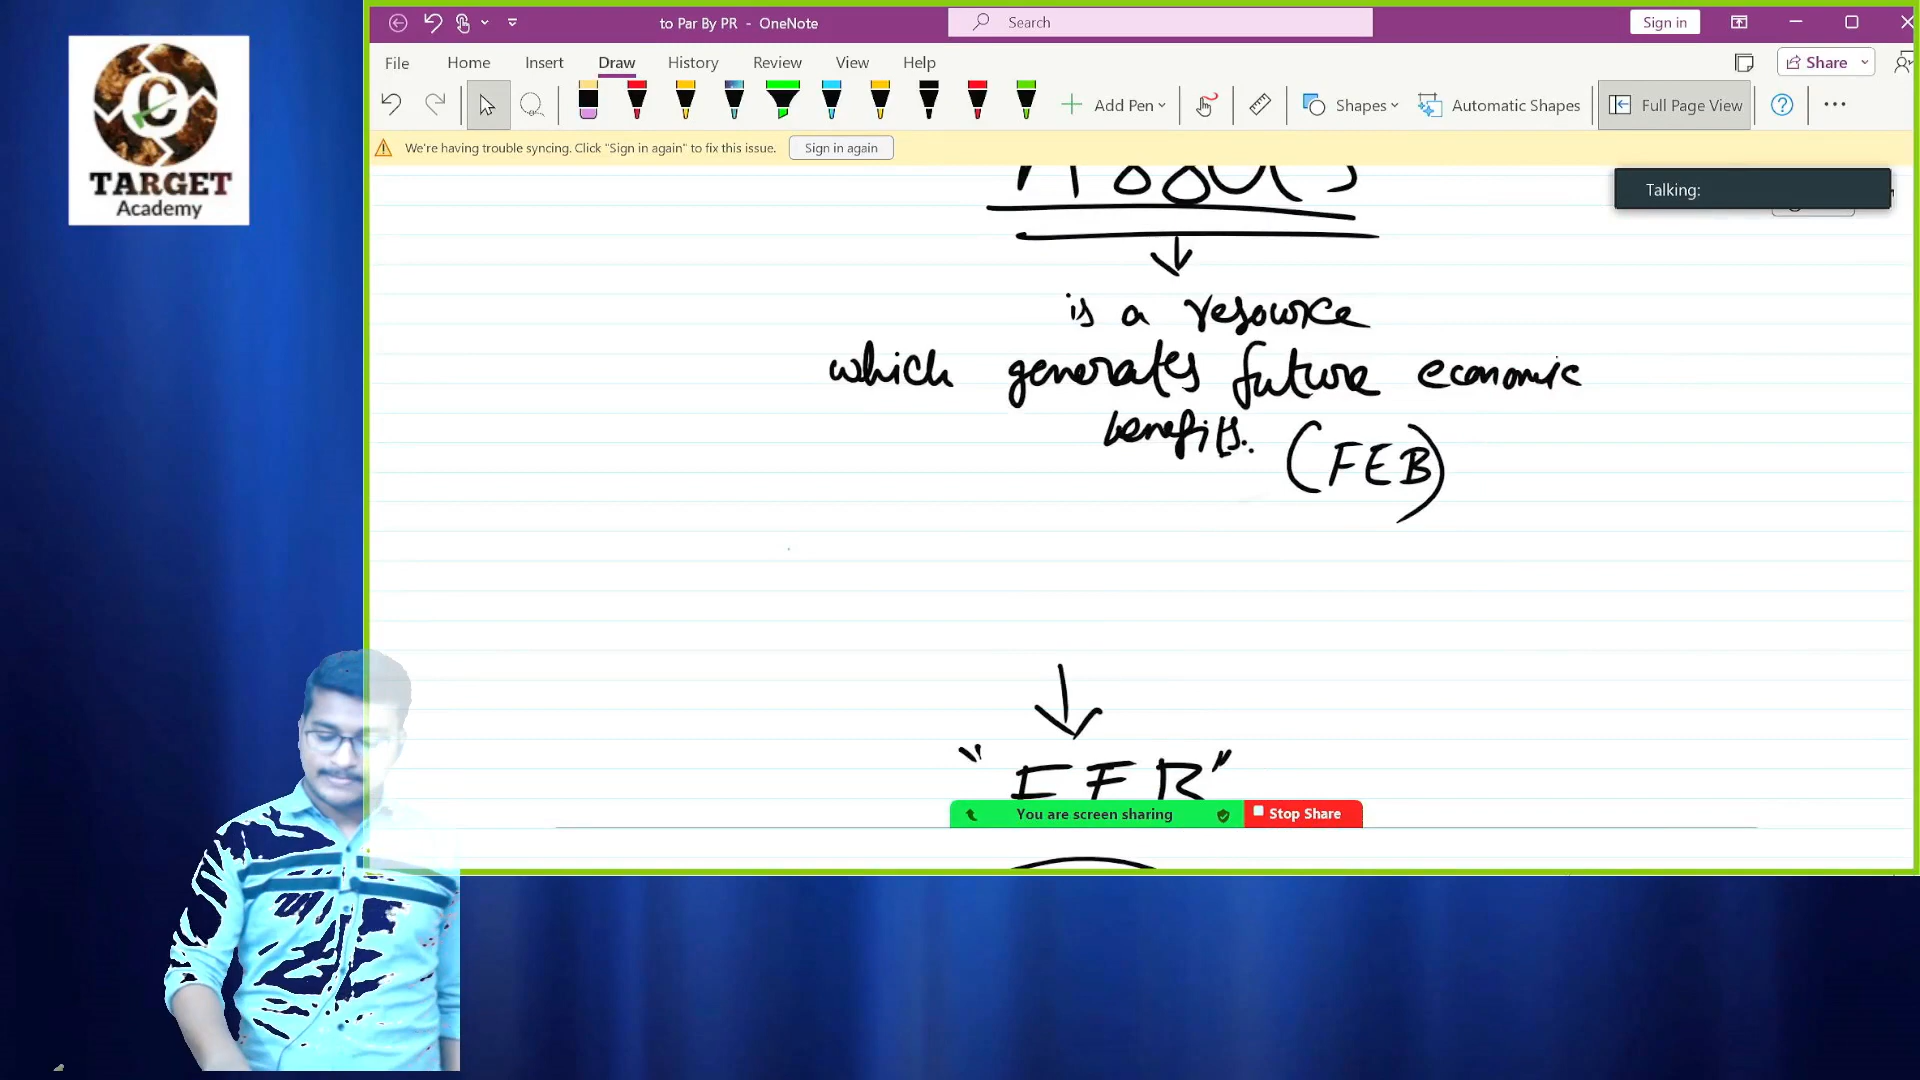 to Par By PR - OneNote
Search
Sign in
File Home Insert Draw History Review View Help
Share
Add Pen
Shapes
Automatic Shapes
Full Page View
We're having trouble syncing. Click "Sign in again" to fix this issue.
Sign in again
Talking:
C
TARGET
Academy
is a resource
which generates future economic
benefits. (FEB)
You are screen sharing
Stop Share